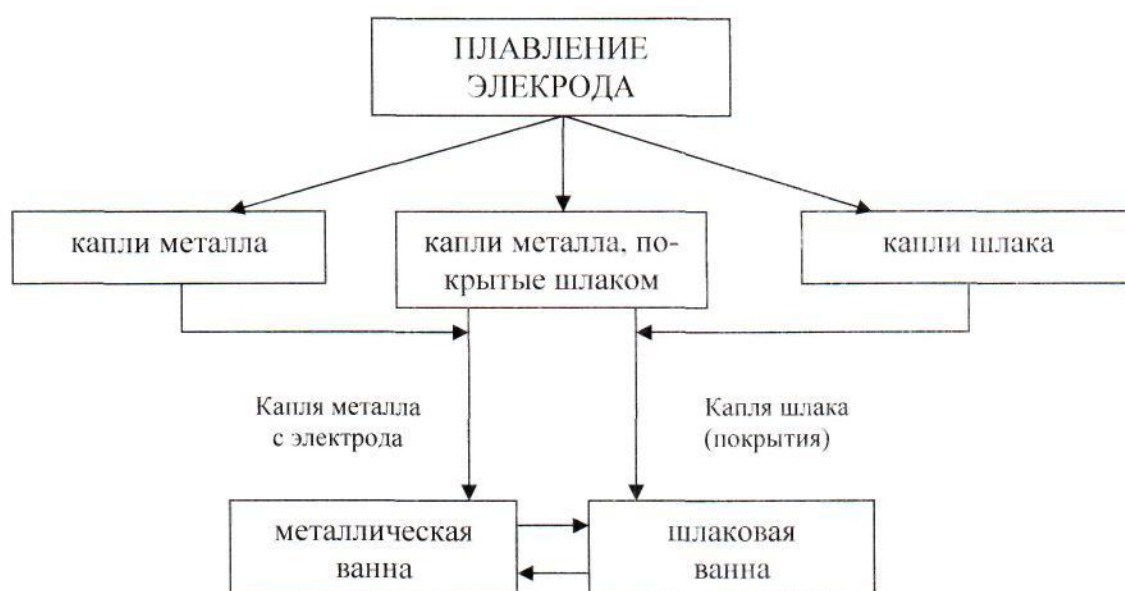 ПЛАВЛЕНИЕ
ЭЛЕКРОДА
капли металла
капли металла, по-
крытые шлаком
капли шлака
Капля металла
с электрода
Капля шлака
(покрытия)
металлическая
ванна
шлаковая
ванна